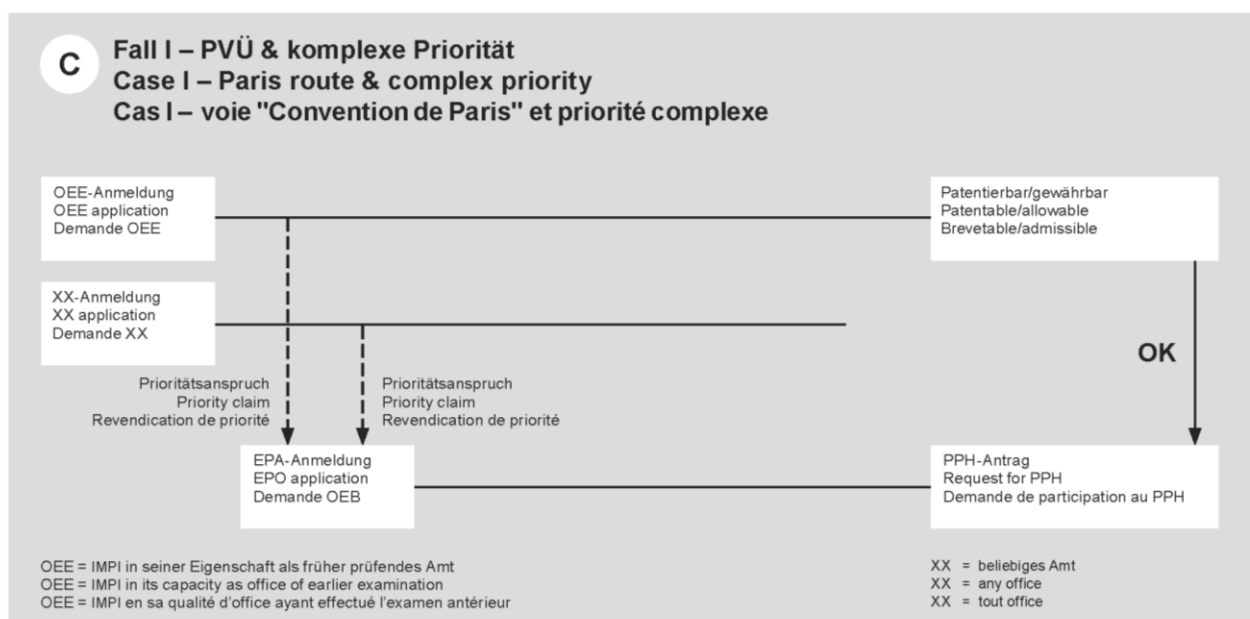 C
Fall I – PVÜ & komplexe Priorität
Case I – Paris route & complex priority
Cas I – voie "Convention de Paris" et priorité complexe
OEE-Anmeldung
OEE application
Demande OEE
Patentierbar/gewährbar
Patentable/allowable
Brevetable/admissible
XX-Anmeldung
XX application
Demande XX
OK
Prioritätsanspruch
Priority claim
Revendication de priorité
Prioritätsanspruch
Priority claim
Revendication de priorité
EPA-Anmeldung
EPO application
Demande OEB
PPH-Antrag
Request for PPH
Demande de participation au PPH
OEE = IMPI in seiner Eigenschaft als früher prüfendes Amt
OEE = IMPI in its capacity as office of earlier examination
OEE = IMPI en sa qualité d'office ayant effectué l'examen antérieur
XX = beliebiges Amt
XX = any office
XX = tout office